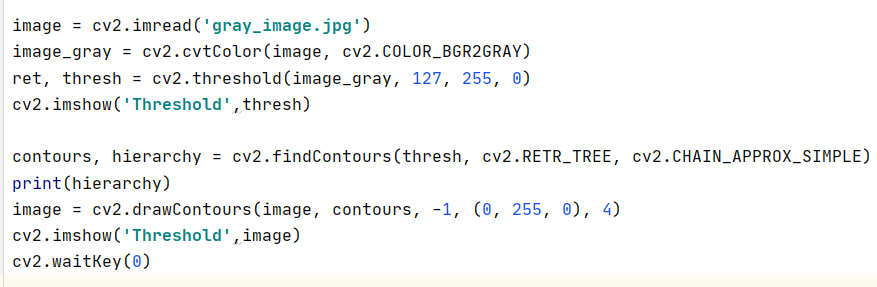 image = cv2.imread('gray_image.jpg')
image_gray = cv2.cvtColor(image, cv2.COLOR_BGR2GRAY)
ret, thresh = cv2.threshold(image_gray, 127, 255, 0)
cv2.imshow('Threshold',thresh)
contours, hierarchy = cv2.findContours(thresh, cv2.RETR_TREE, cv2.CHAIN_APPROX_SIMPLE)
print(hierarchy)
image = cv2.drawContours(image, contours, -1, (0, 255, 0), 4)
cv2.imshow('Threshold',image)
cv2.waitKey(0)